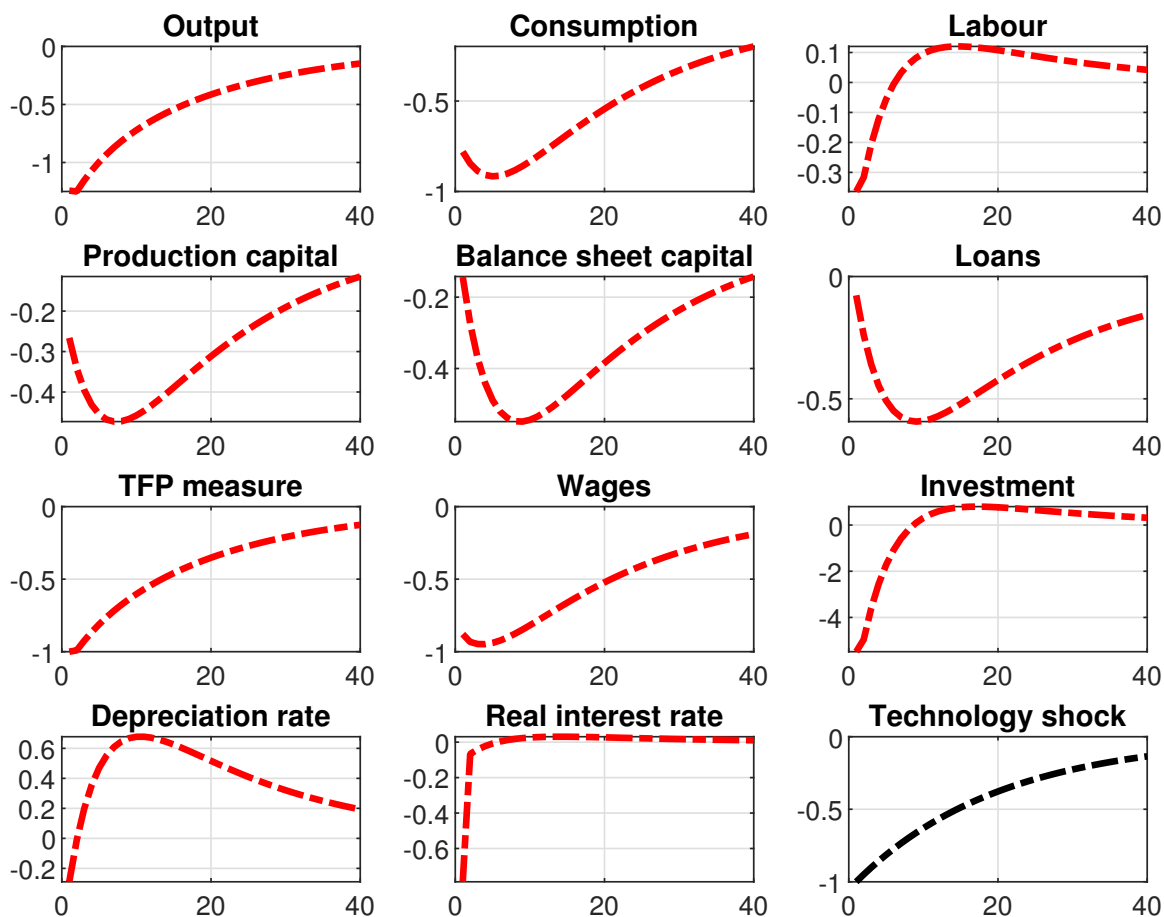 Output
0
-0.5
-1
0 20 40
Consumption
-0.5
-1
0 20 40
Labour
0.1
0
-0.1
-0.2
-0.3
0 20 40
Production capital
-0.2
-0.3
-0.4
0 20 40
Balance sheet capital
-0.2
-0.4
0 20 40
Loans
0
-0.5
0 20 40
TFP measure
0
-0.5
-1
0 20 40
Wages
0
-0.5
-1
0 20 40
Investment
0
-2
-4
0 20 40
Depreciation rate
0.6
0.4
0.2
0
-0.2
0 20 40
Real interest rate
0
-0.2
-0.4
-0.6
0 20 40
Technology shock
0
-0.5
-1
0 20 40